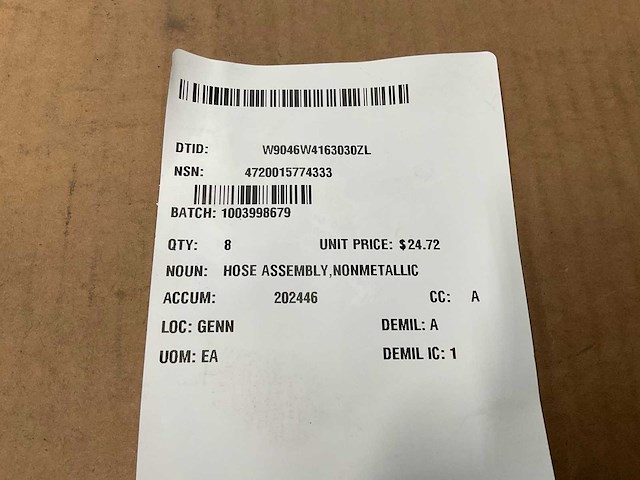 DTID: W9046W4163030ZL
NSN: 4720015774333
BATCH: 1003998679
QTY: 8 UNIT PRICE: $24.72
NOUN: HOSE ASSEMBLY,NONMETALLIC
ACCUM: 202446 CC: A
LOC: GENN DEMIL: A
UOM: EA DEMIL IC: 1